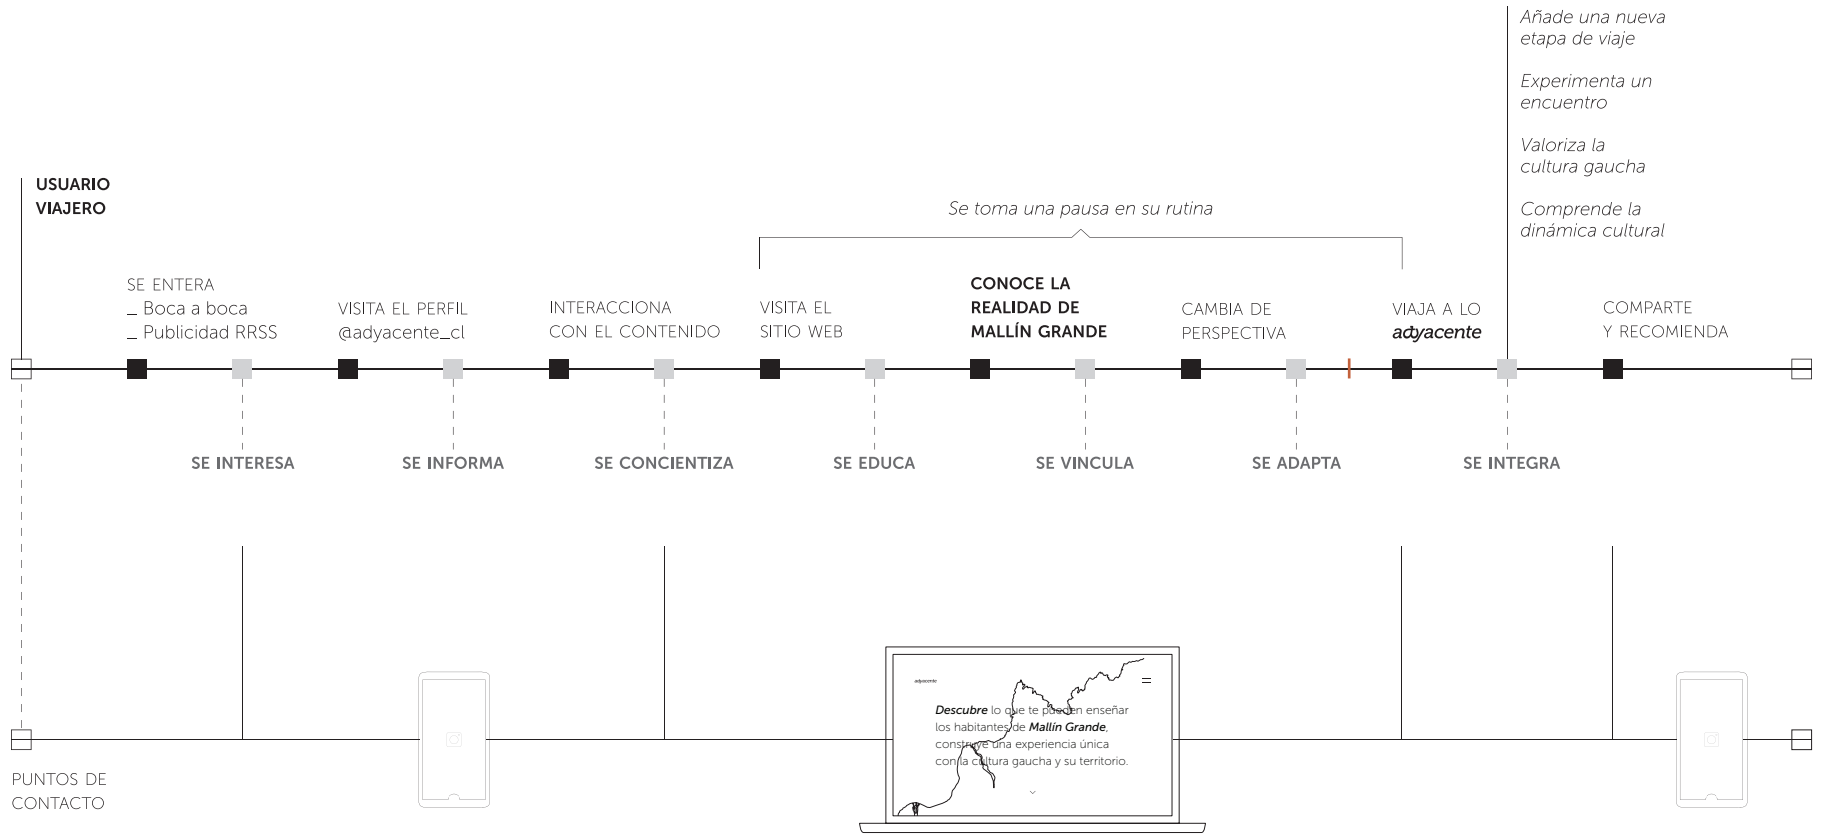 Añade una nueva
etapa de viaje
Experimenta un
encuentro
Valoriza la
cultura gaucha
Comprende la
dinámica cultural
USUARIO
VIAJERO
Se toma una pausa en su rutina
SE ENTERA
_ Boca a boca
_ Publicidad RRSS
VISITA EL PERFIL
@adyacente_cl
INTERACCIONA
CON EL CONTENIDO
VISITA EL
SITIO WEB
CONOCE LA
REALIDAD DE
MALLÍN GRANDE
CAMBIA DE
PERSPECTIVA
VIAJA A LO
adyacente
COMPARTE
Y RECOMIENDA
SE INTERESA
SE INFORMA
SE CONCIENTIZA
SE EDUCA
SE VINCULA
SE ADAPTA
SE INTEGRA
adyacente
Descubre lo que te pueden enseñar
los habitantes de Mallín Grande,
construye una experiencia única
con la cultura gaucha y su territorio.
PUNTOS DE
CONTACTO